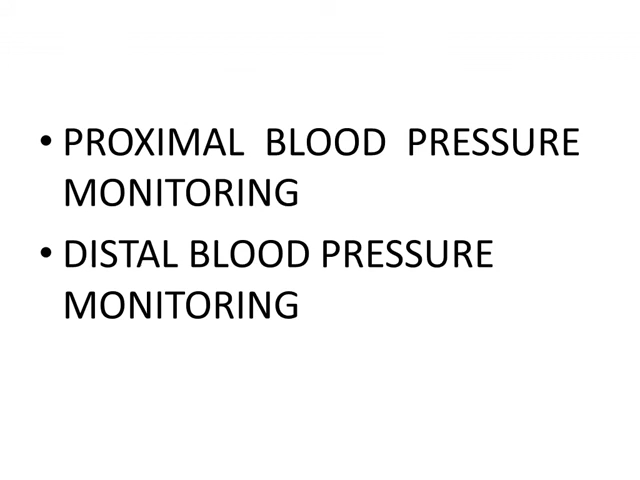 • PROXIMAL BLOOD PRESSURE
MONITORING
• DISTAL BLOOD PRESSURE
MONITORING